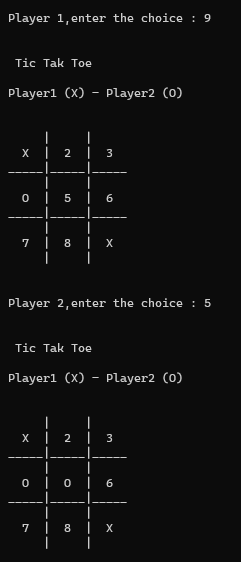 Player 1,enter the choice : 9
Tic Tak Toe
Player1 (X) - Player2 (O)
     |     |
  X  |  2  |  3
_____|_____|_____
     |     |
  O  |  5  |  6
_____|_____|_____
     |     |
  7  |  8  |  X
     |     |
Player 2,enter the choice : 5
Tic Tak Toe
Player1 (X) - Player2 (O)
     |     |
  X  |  2  |  3
_____|_____|_____
     |     |
  O  |  O  |  6
_____|_____|_____
     |     |
  7  |  8  |  X
     |     |